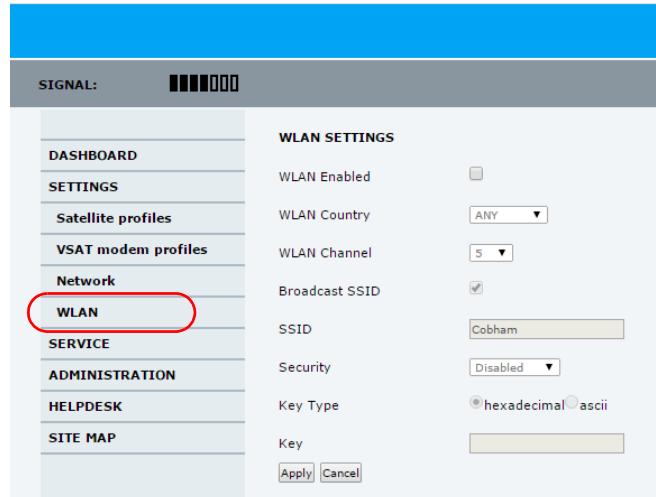 SIGNAL:
DASHBOARD
SETTINGS
Satellite profiles
VSAT modem profiles
Network
WLAN
SERVICE
ADMINISTRATION
HELPDESK
SITE MAP
WLAN SETTINGS
WLAN Enabled
WLAN Country ANY
WLAN Channel 5
Broadcast SSID
SSID Cobham
Security Disabled
Key Type hexadecimal ascii
Key
Apply Cancel